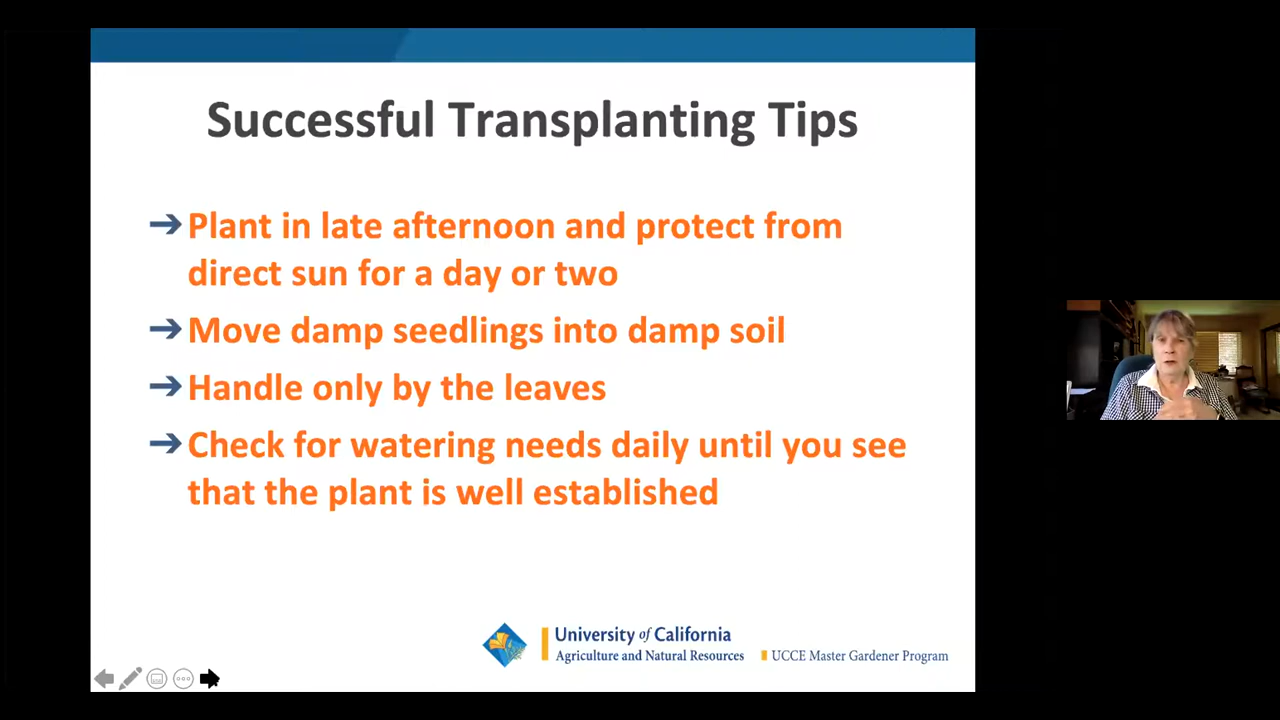 Successful Transplanting Tips
➔ Plant in late afternoon and protect from
direct sun for a day or two
➔ Move damp seedlings into damp soil
➔ Handle only by the leaves
➔ Check for watering needs daily until you see
that the plant is well established
University of California
Agriculture and Natural Resources
UCCE Master Gardener Program